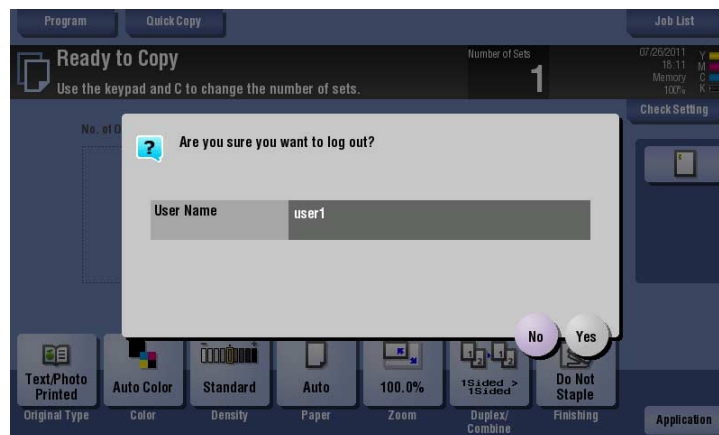 Program
Quick Copy
Job List
Ready to Copy
Use the keypad and C to change the number of sets.
Number of Sets
1
07/26/2011
18:11
Memory
100%
Y
M
C
K
Check Setting
No. of O
?
Are you sure you want to log out?
User Name
user1
No
Yes
Text/Photo
Printed
Auto Color
Standard
Auto
100.0%
1Sided >
1Sided
Do Not
Staple
Original Type
Color
Density
Paper
Zoom
Duplex/
Combine
Finishing
Application